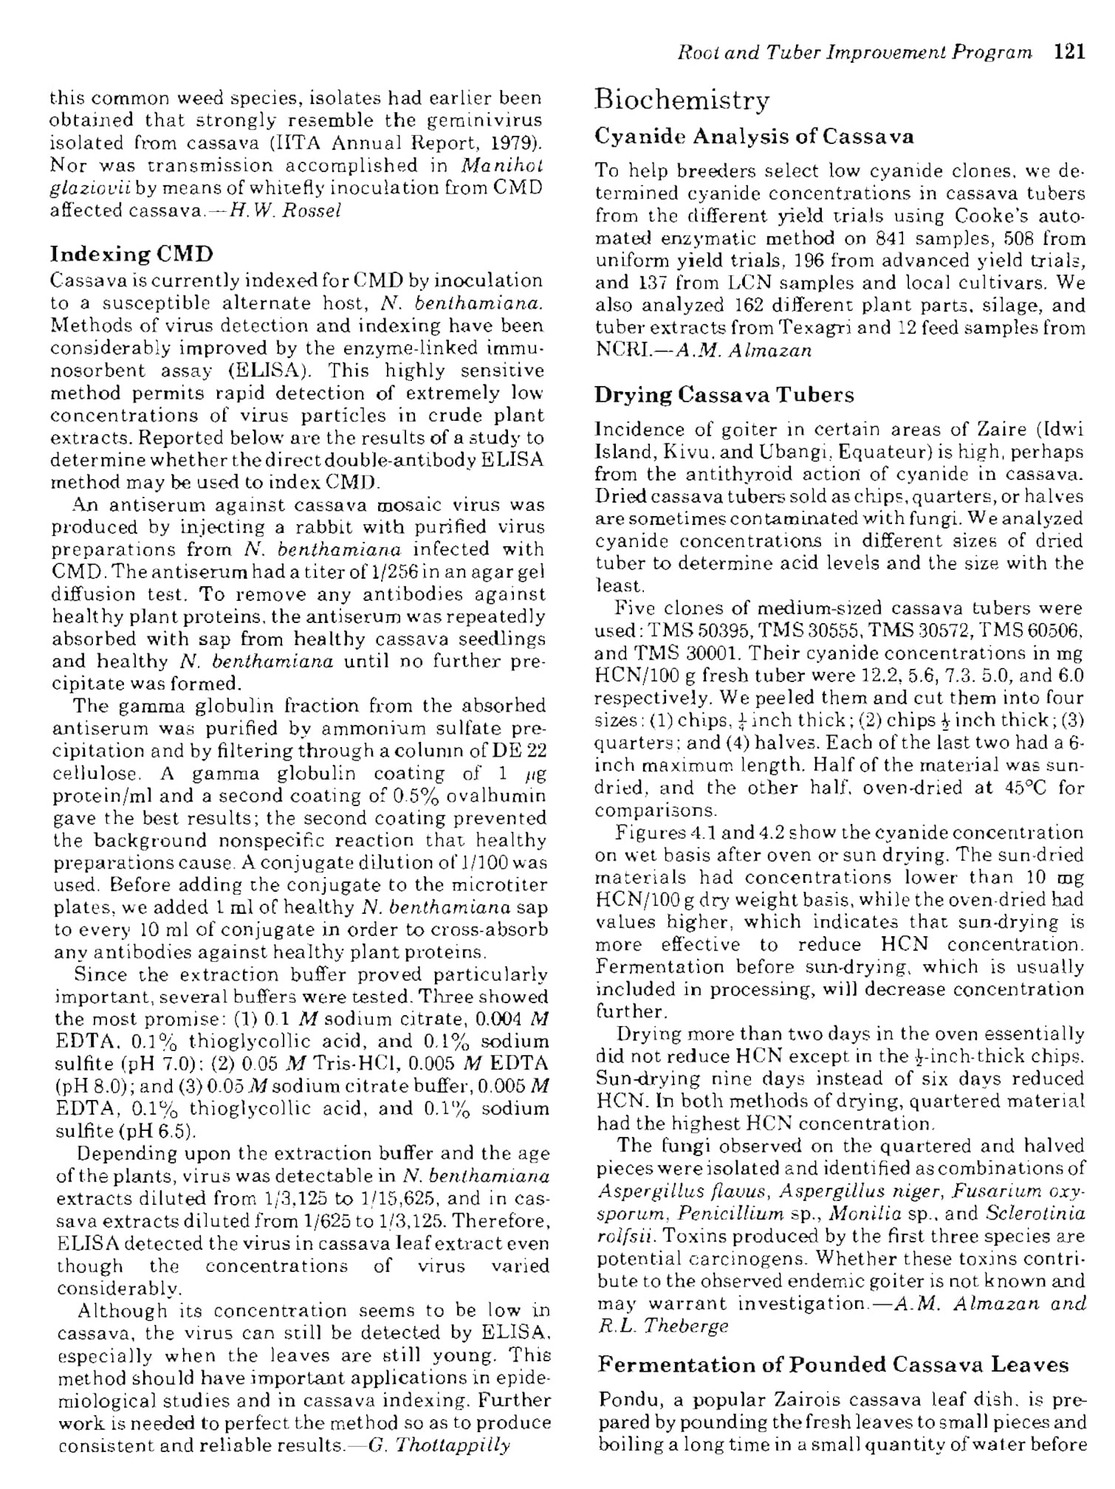 Root and Tuber Improvement Program 121
this common weed species, isolates had earlier been
obtained that strongly resemble the geminivirus
isolated from cassava (IITA Annual Report, 1979).
Nor was transmission accomplished in Manihot
glaziovii by means of whitefly inoculation from CMD
affected cassava.—H.W. Rossel
Indexing CMD
Cassava is currently indexed for CMD by inoculation
to a susceptible alternate host, N. benthamiana.
Methods of virus detection and indexing have been
considerably improved by the enzyme-linked immu-
nosorbent assay (ELISA). This highly sensitive
method permits rapid detection of extremely low
concentrations of virus particles in crude plant
extracts. Reported below are the results of a study to
determine whether the direct double-antibody ELISA
method may be used to index CMD.
An antiserum against cassava mosaic virus was
produced by injecting a rabbit with purified virus
preparations from N. benthamiana infected with
CMD. The antiserum had a titer of 1/256 in an agar gel
diffusion test. To remove any antibodies against
healthy plant proteins, the antiserum was repeatedly
absorbed with sap from healthy cassava seedlings
and healthy N. benthamiana until no further pre-
cipitate was formed.
The gamma globulin fraction from the absorbed
antiserum was purified by ammonium sulfate pre-
cipitation and by filtering through a column of DE 22
cellulose. A gamma globulin coating of 1 µg
protein/ml and a second coating of 0.5% ovalbumin
gave the best results; the second coating prevented
the background nonspecific reaction that healthy
preparations cause. A conjugate dilution of 1/100 was
used. Before adding the conjugate to the microtiter
plates, we added 1 ml of healthy N. benthamiana sap
to every 10 ml of conjugate in order to cross-absorb
any antibodies against healthy plant proteins.
Since the extraction buffer proved particularly
important, several buffers were tested. Three showed
the most promise: (1) 0.1 M sodium citrate, 0.004 M
EDTA, 0.1% thioglycollic acid, and 0.1% sodium
sulfite (pH 7.0); (2) 0.05 M Tris-HCl, 0.005 M EDTA
(pH 8.0); and (3) 0.05 M sodium citrate buffer, 0.005 M
EDTA, 0.1% thioglycollic acid, and 0.1% sodium
sulfite (pH 6.5).
Depending upon the extraction buffer and the age
of the plants, virus was detectable in N. benthamiana
extracts diluted from 1/3,125 to 1/15,625, and in cas-
sava extracts diluted from 1/625 to 1/3,125. Therefore,
ELISA detected the virus in cassava leaf extract even
though the concentrations of virus varied
considerably.
Although its concentration seems to be low in
cassava, the virus can still be detected by ELISA,
especially when the leaves are still young. This
method should have important applications in epide-
miological studies and in cassava indexing. Further
work is needed to perfect the method so as to produce
consistent and reliable results.—G. Thottappilly
Biochemistry
Cyanide Analysis of Cassava
To help breeders select low cyanide clones, we de-
termined cyanide concentrations in cassava tubers
from the different yield trials using Cooke's auto-
mated enzymatic method on 841 samples, 508 from
uniform yield trials, 196 from advanced yield trials,
and 137 from LCN samples and local cultivars. We
also analyzed 162 different plant parts, silage, and
tuber extracts from Texagri and 12 feed samples from
NCRI.—A.M. Almazan
Drying Cassava Tubers
Incidence of goiter in certain areas of Zaire (Idwi
Island, Kivu, and Ubangi, Equateur) is high, perhaps
from the antithyroid action of cyanide in cassava.
Dried cassava tubers sold as chips, quarters, or halves
are sometimes contaminated with fungi. We analyzed
cyanide concentrations in different sizes of dried
tuber to determine acid levels and the size with the
least.
Five clones of medium-sized cassava tubers were
used: TMS 50395, TMS 30555, TMS 30572, TMS 60506,
and TMS 30001. Their cyanide concentrations in mg
HCN/100 g fresh tuber were 12.2, 5.6, 7.3. 5.0, and 6.0
respectively. We peeled them and cut them into four
sizes: (1) chips, inch thick; (2) chips inch thick; (3)
quarters; and (4) halves. Each of the last two had a 6-
inch maximum length. Half of the material was sun-
dried, and the other half, oven-dried at 45°C for
comparisons.
Figures 4.1 and 4.2 show the cyanide concentration
on wet basis after oven or sun drying. The sun-dried
materials had concentrations lower than 10 mg
HCN/100 g dry weight basis, while the oven-dried had
values higher, which indicates that sun-drying is
more effective to reduce HCN concentration.
Fermentation before sun-drying, which is usually
included in processing, will decrease concentration
further.
Drying more than two days in the oven essentially
did not reduce HCN except in the -inch-thick chips.
Sun-drying nine days instead of six days reduced
HCN. In both methods of drying, quartered material
had the highest HCN concentration.
The fungi observed on the quartered and halved
pieces were isolated and identified as combinations of
Aspergillus flavus, Aspergillus niger, Fusarium oxy-
sporum, Penicillium sp., Monilia sp., and Sclerotinia
rolfsii. Toxins produced by the first three species are
potential carcinogens. Whether these toxins contri-
bute to the observed endemic goiter is not known and
may warrant investigation.—A.M. Almazan and
R.L. Theberge
Fermentation of Pounded Cassava Leaves
Pondu, a popular Zairois cassava leaf dish, is pre-
pared by pounding the fresh leaves to small pieces and
boiling a long time in a small quantity of water before